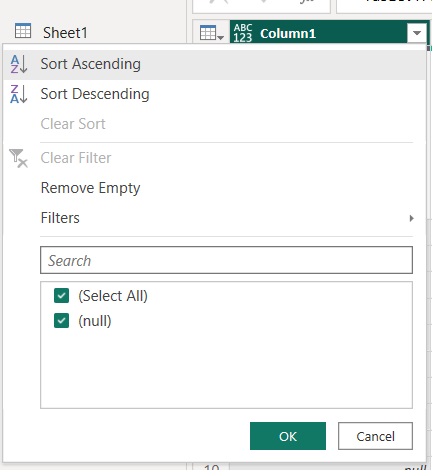 Sheet1
ABC
123
Column1
A
Z
Sort Ascending
Z
A
Sort Descending
Clear Sort
Clear Filter
Remove Empty
Filters
Search
(Select All)
(null)
OK
Cancel
null